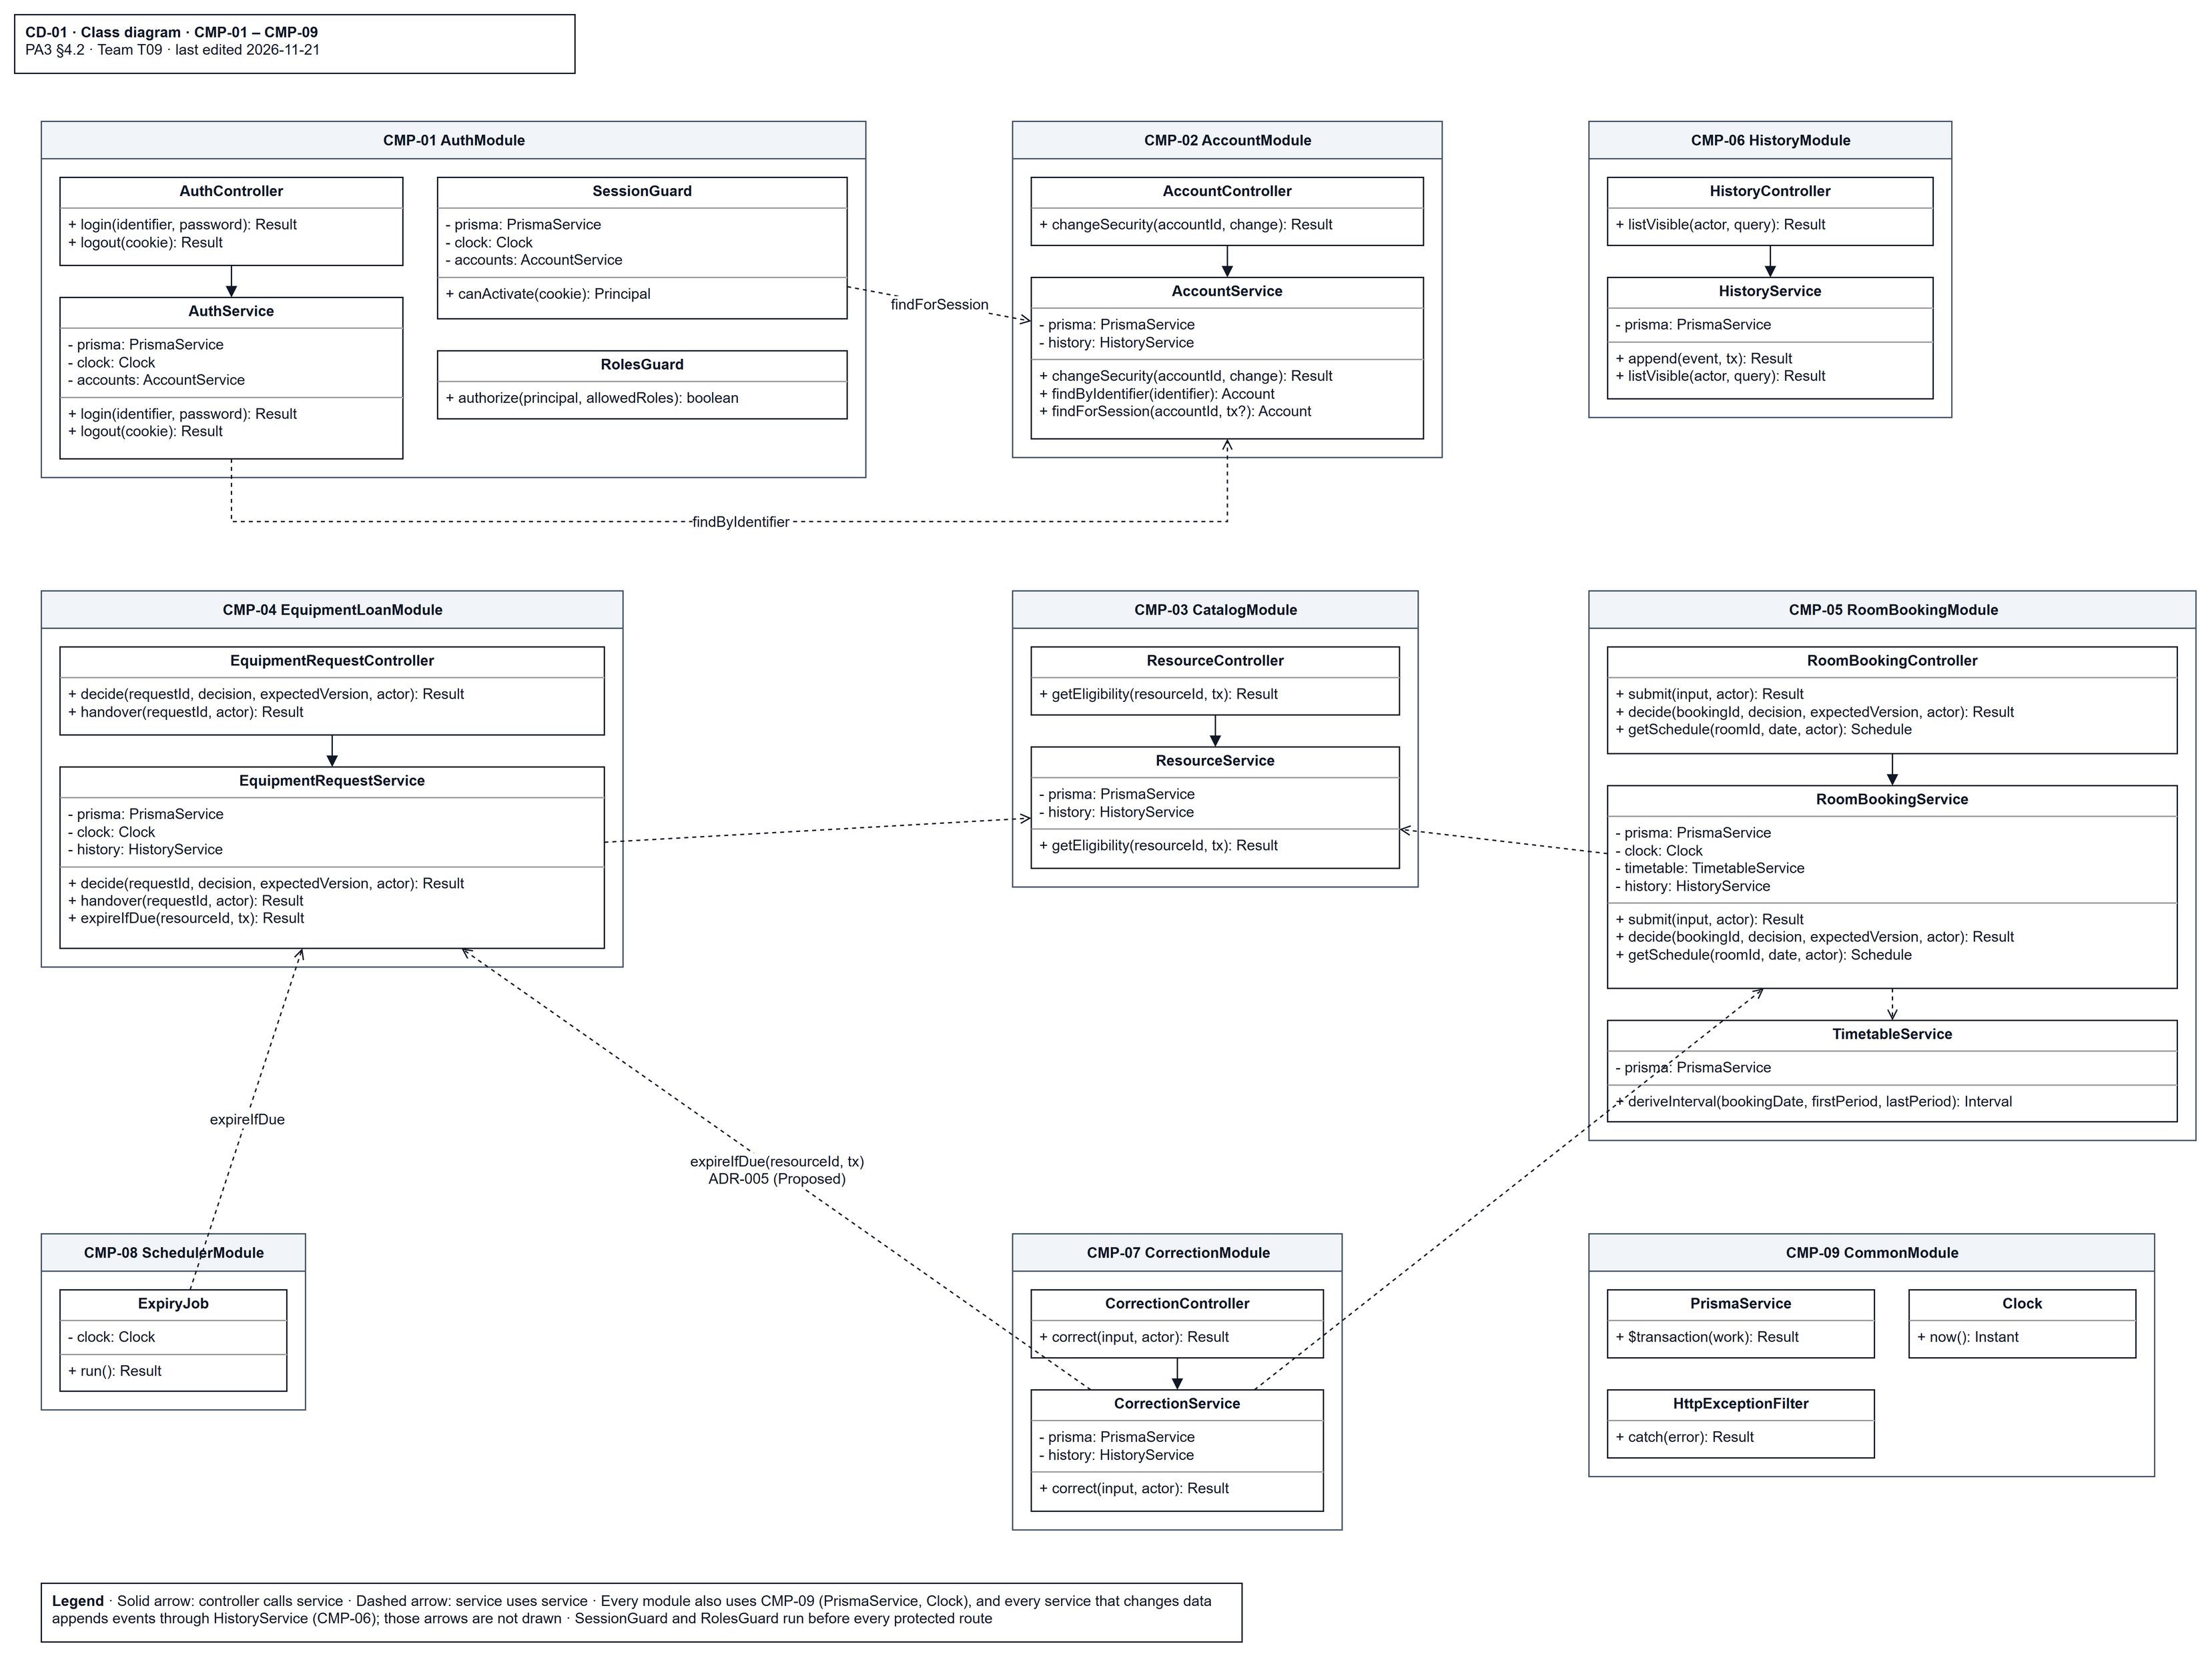 CD-01 · Class diagram · CMP-01 – CMP-09
PA3 §4.2 · Team T09 · last edited 2026-11-21
CMP-01 AuthModule
AuthController
+ login(identifier, password): Result
+ logout(cookie): Result
AuthService
- prisma: PrismaService
- clock: Clock
- accounts: AccountService
+ login(identifier, password): Result
+ logout(cookie): Result
SessionGuard
- prisma: PrismaService
- clock: Clock
- accounts: AccountService
+ canActivate(cookie): Principal
RolesGuard
+ authorize(principal, allowedRoles): boolean
findForSession
findByIdentifier
CMP-02 AccountModule
AccountController
+ changeSecurity(accountId, change): Result
AccountService
- prisma: PrismaService
- history: HistoryService
+ changeSecurity(accountId, change): Result
+ findByIdentifier(identifier): Account
+ findForSession(accountId, tx?): Account
CMP-06 HistoryModule
HistoryController
+ listVisible(actor, query): Result
HistoryService
- prisma: PrismaService
+ append(event, tx): Result
+ listVisible(actor, query): Result
CMP-04 EquipmentLoanModule
EquipmentRequestController
+ decide(requestId, decision, expectedVersion, actor): Result
+ handover(requestId, actor): Result
EquipmentRequestService
- prisma: PrismaService
- clock: Clock
- history: HistoryService
+ decide(requestId, decision, expectedVersion, actor): Result
+ handover(requestId, actor): Result
+ expireIfDue(resourceId, tx): Result
CMP-03 CatalogModule
ResourceController
+ getEligibility(resourceId, tx): Result
ResourceService
- prisma: PrismaService
- history: HistoryService
+ getEligibility(resourceId, tx): Result
CMP-05 RoomBookingModule
RoomBookingController
+ submit(input, actor): Result
+ decide(bookingId, decision, expectedVersion, actor): Result
+ getSchedule(roomId, date, actor): Schedule
RoomBookingService
- prisma: PrismaService
- clock: Clock
- timetable: TimetableService
- history: HistoryService
+ submit(input, actor): Result
+ decide(bookingId, decision, expectedVersion, actor): Result
+ getSchedule(roomId, date, actor): Schedule
TimetableService
- prisma: PrismaService
+ deriveInterval(bookingDate, firstPeriod, lastPeriod): Interval
expireIfDue
expireIfDue(resourceId, tx)
ADR-005 (Proposed)
CMP-08 SchedulerModule
ExpiryJob
- clock: Clock
+ run(): Result
CMP-07 CorrectionModule
CorrectionController
+ correct(input, actor): Result
CorrectionService
- prisma: PrismaService
- history: HistoryService
+ correct(input, actor): Result
CMP-09 CommonModule
PrismaService
+ $transaction(work): Result
Clock
+ now(): Instant
HttpExceptionFilter
+ catch(error): Result
Legend · Solid arrow: controller calls service · Dashed arrow: service uses service · Every module also uses CMP-09 (PrismaService, Clock), and every service that changes data
appends events through HistoryService (CMP-06); those arrows are not drawn · SessionGuard and RolesGuard run before every protected route